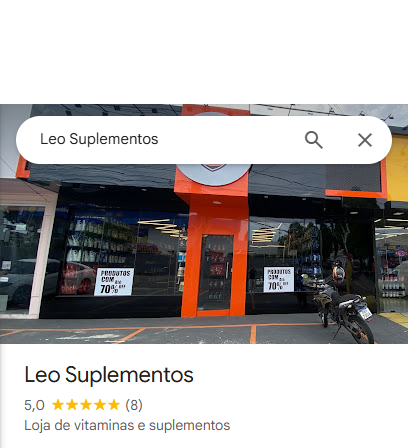 Leo Suplementos
PRODUTOS
COM Até
70% OFF
PRODUTOS
COM Até
70% OFF
Leo Suplementos
5,0 (8)
Loja de vitaminas e suplementos